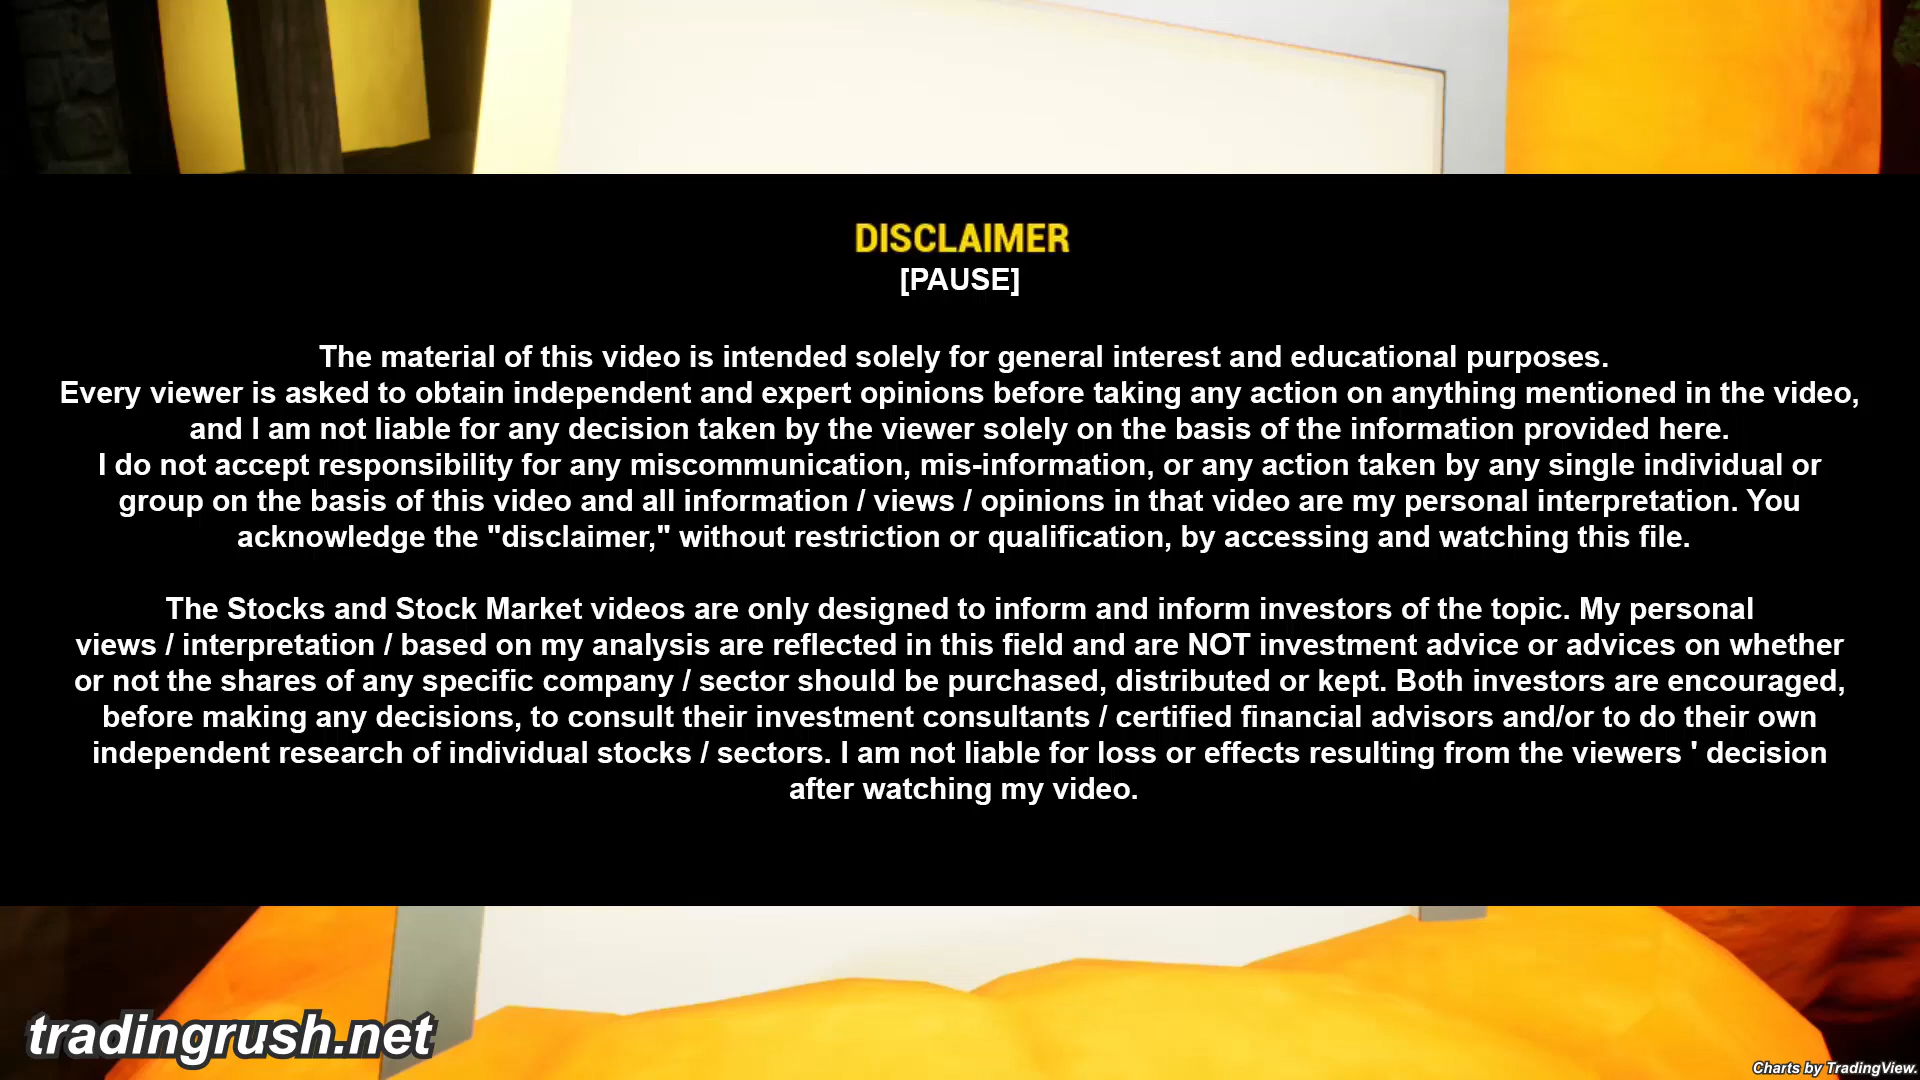 DISCLAIMER
[PAUSE]
The material of this video is intended solely for general interest and educational purposes.
Every viewer is asked to obtain independent and expert opinions before taking any action on anything mentioned in the video,
and I am not liable for any decision taken by the viewer solely on the basis of the information provided here.
I do not accept responsibility for any miscommunication, mis-information, or any action taken by any single individual or
group on the basis of this video and all information / views / opinions in that video are my personal interpretation. You
acknowledge the "disclaimer," without restriction or qualification, by accessing and watching this file.
The Stocks and Stock Market videos are only designed to inform and inform investors of the topic. My personal
views / interpretation / based on my analysis are reflected in this field and are NOT investment advice or advices on whether
or not the shares of any specific company / sector should be purchased, distributed or kept. Both investors are encouraged,
before making any decisions, to consult their investment consultants / certified financial advisors and/or to do their own
independent research of individual stocks / sectors. I am not liable for loss or effects resulting from the viewers ' decision
after watching my video.
tradingrush.net
Charts by TradingView.